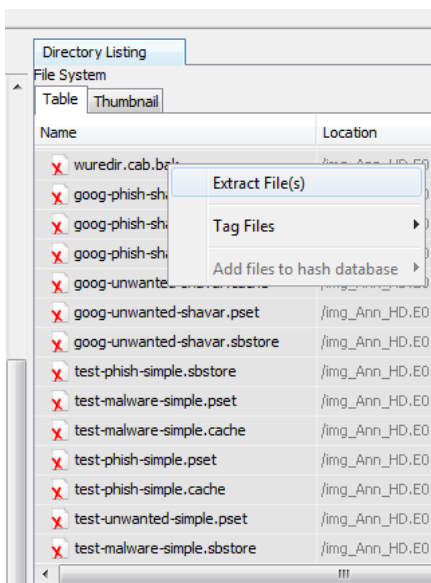 Directory Listing
File System
Table Thumbnail
Name Location
wuredir.cab.bak
goog-phish-sha
Extract File(s)
goog-phish-sha
Tag Files
goog-phish-sha
Add files to hash database
goog-unwanted-shavar.cache /img_Ann_HD.E0
goog-unwanted-shavar.pset /img_Ann_HD.E0
goog-unwanted-shavar.sbstore /img_Ann_HD.E0
test-phish-simple.sbstore /img_Ann_HD.E0
test-malware-simple.pset /img_Ann_HD.E0
test-malware-simple.cache /img_Ann_HD.E0
test-phish-simple.pset /img_Ann_HD.E0
test-phish-simple.cache /img_Ann_HD.E0
test-unwanted-simple.pset /img_Ann_HD.E0
test-malware-simple.sbstore /img_Ann_HD.E0